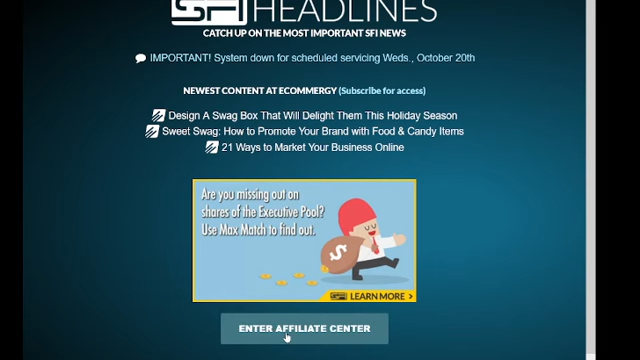 SFI HEADLINES
CATCH UP ON THE MOST IMPORTANT SFI NEWS
IMPORTANT! System down for scheduled servicing Weds., October 20th
NEWEST CONTENT AT ECOMMERGY (Subscribe for access)
Design A Swag Box That Will Delight Them This Holiday Season
Sweet Swag: How to Promote Your Brand with Food & Candy Items
21 Ways to Market Your Business Online
Are you missing out on
shares of the Executive Pool?
Use Max Match to find out.
$
SFI LEARN MORE >
ENTER AFFILIATE CENTER